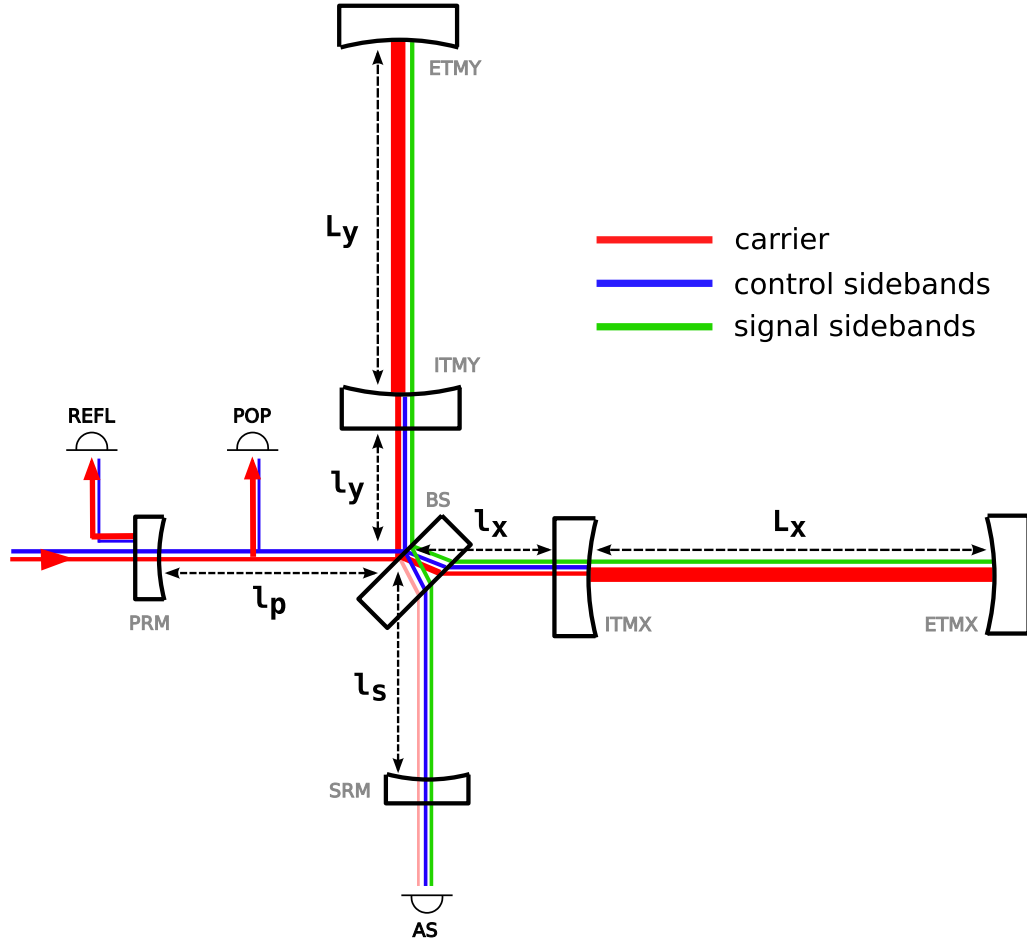 ETMY
Ly
carrier
control sidebands
signal sidebands
ITMY
REFL
POP
ly
BS
lx
Lx
lp
PRM
ITMX
ETMX
ls
SRM
AS